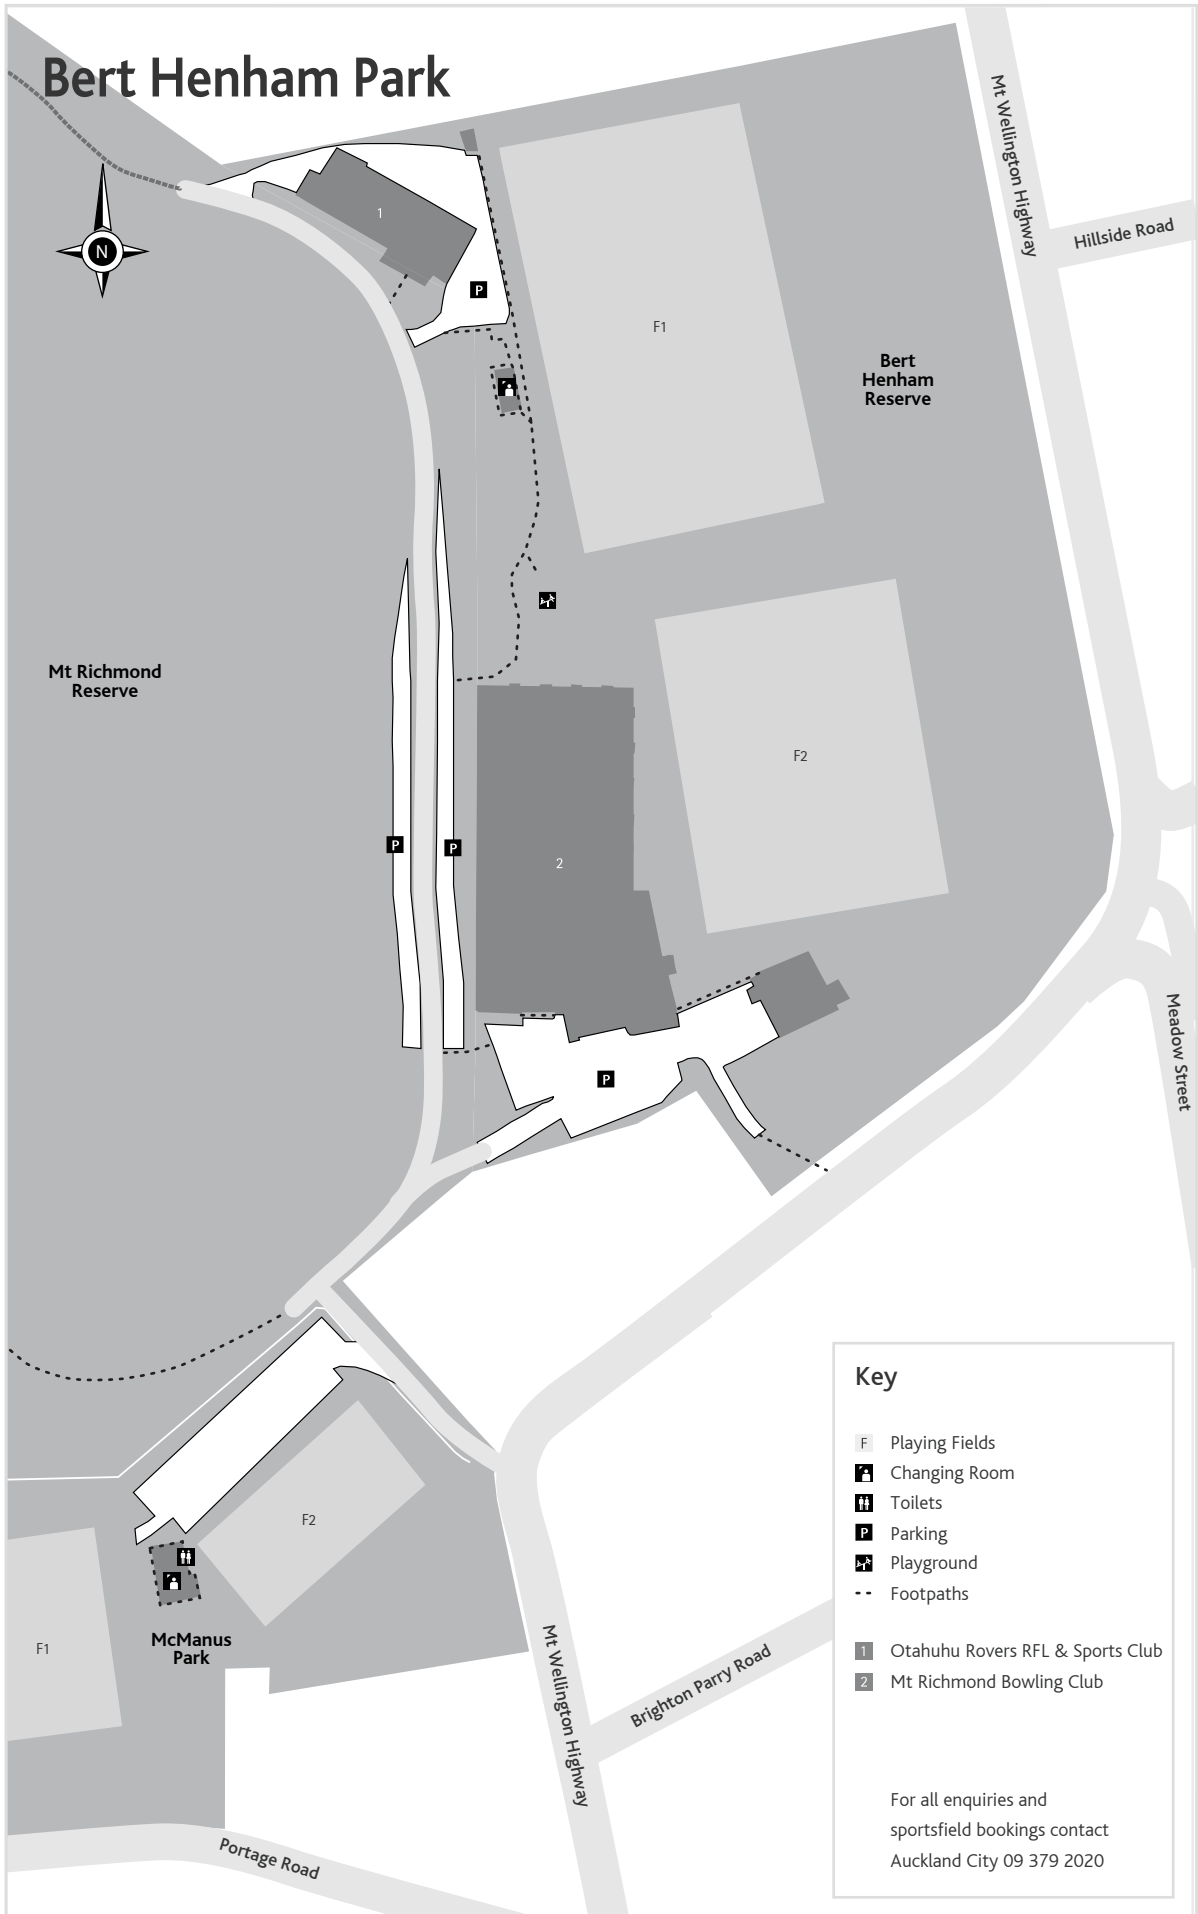 Bert Henham Park
Mt Wellington Highway
Hillside Road
N
1
P
F1
Bert
Henham
Reserve
Mt Richmond
Reserve
F2
P
P
2
P
Meadow Street
F2
F1
McManus
Park
Mt Wellington Highway
Brighton Parry Road
Portage Road
Key
F Playing Fields
Changing Room
Toilets
P Parking
Playground
Footpaths
1 Otahuhu Rovers RFL & Sports Club
2 Mt Richmond Bowling Club
For all enquiries and
sportsfield bookings contact
Auckland City 09 379 2020